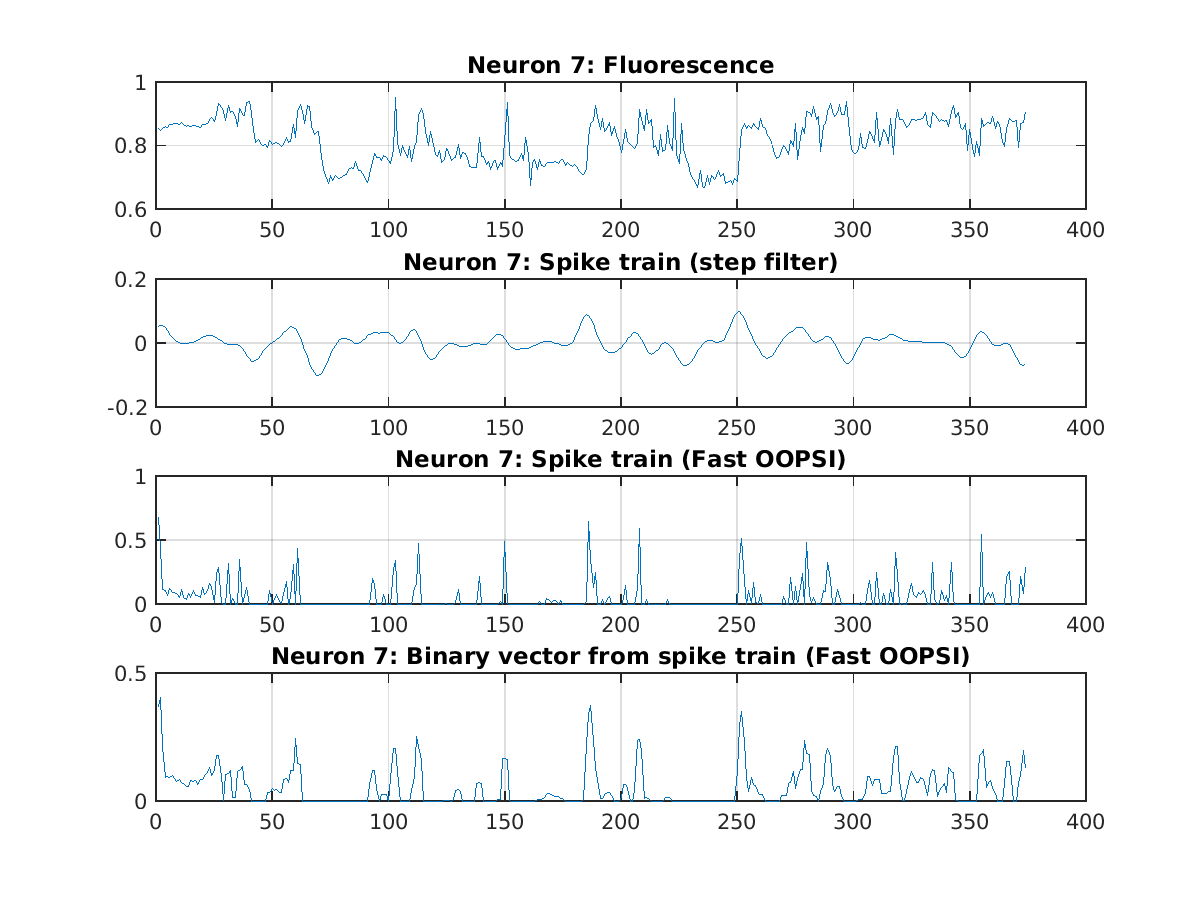 Neuron 7: Fluorescence
1
0.8
0.6
0 50 100 150 200 250 300 350 400
Neuron 7: Spike train (step filter)
0.2
0
-0.2
0 50 100 150 200 250 300 350 400
Neuron 7: Spike train (Fast OOPSI)
1
0.5
0
0 50 100 150 200 250 300 350 400
Neuron 7: Binary vector from spike train (Fast OOPSI)
0.5
0
0 50 100 150 200 250 300 350 400